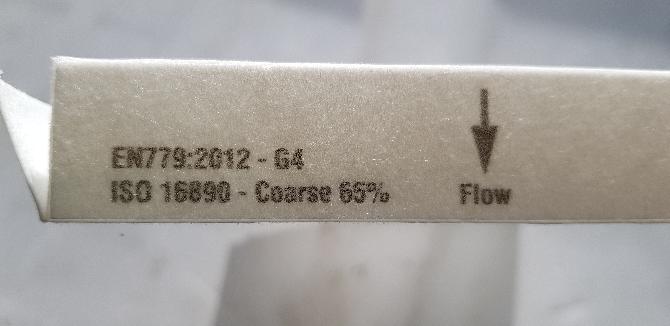 EN779:2012 - G4
ISO 16890 - Coarse 65%
Flow